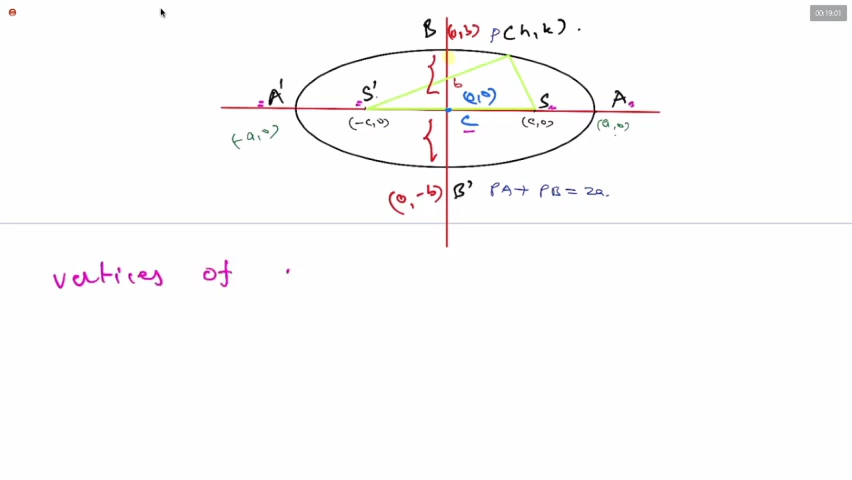 00:19:01
B (0,b) P(h,k).
b
A' S' (0,0) S A
(-a,0) (-c,0) C (c,0) (a,0)
(0,-b) B' PA+ PB = 2a.
vertices of